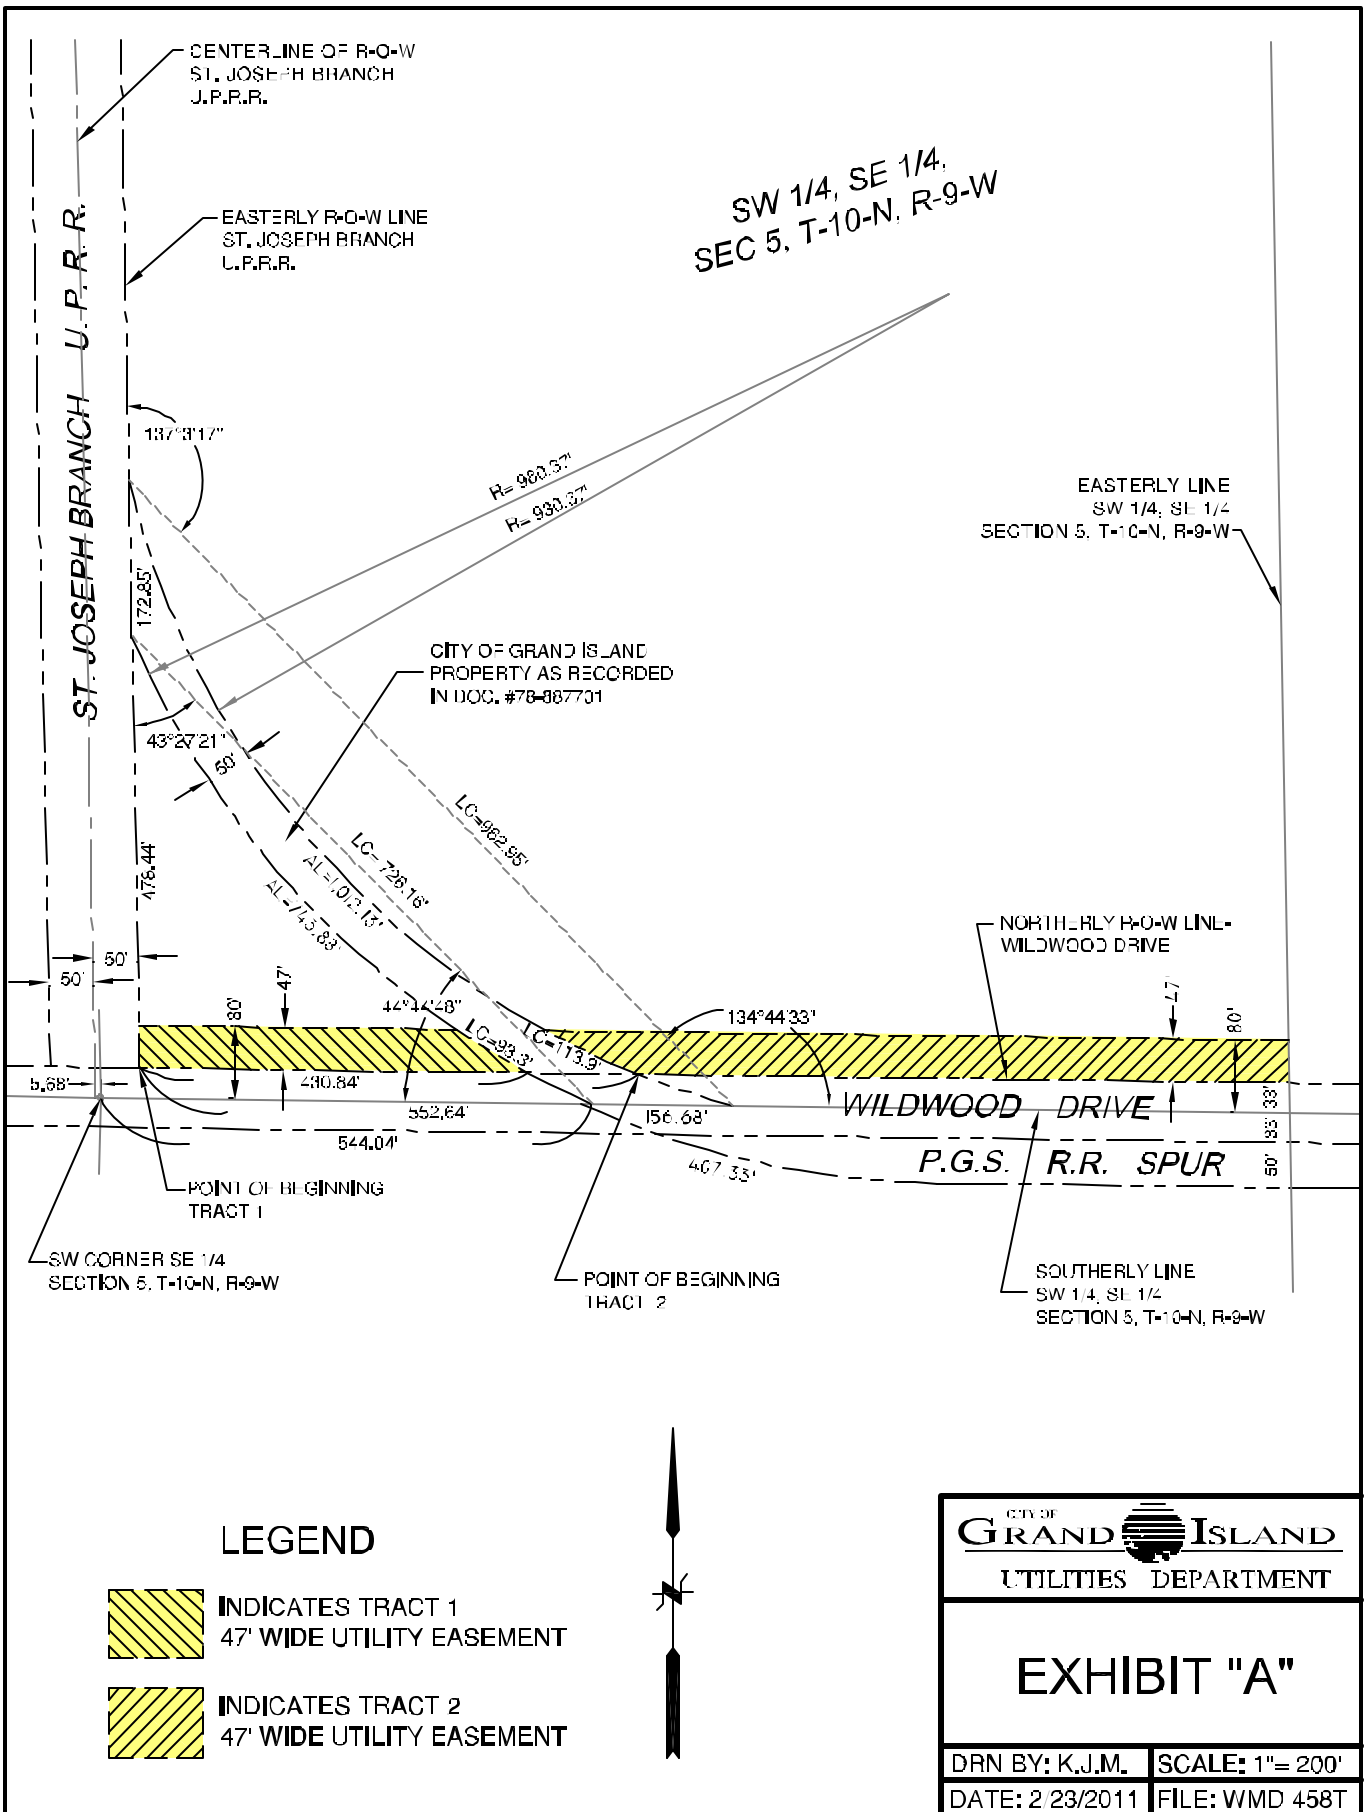 CENTERLINE OF R-O-W
ST. JOSEPH BRANCH
U.P.R.R.
EASTERLY R-O-W LINE
ST. JOSEPH BRANCH
U.P.R.R.
ST. JOSEPH BRANCH U. P. R. R.
SW 1/4, SE 1/4,
SEC 5, T-10-N, R-9-W
137°3'17"
R= 980.37'
R= 930.37'
EASTERLY LINE
SW 1/4, SE 1/4
SECTION 5, T-10-N, R-9-W
172.85'
CITY OF GRAND ISLAND
PROPERTY AS RECORDED
IN DOC. #78-887701
43°27'21"
50'
LC=962.95'
LC=726.16'
AL=1,012.13'
AL=745.83'
478.44'
NORTHERLY R-O-W LINE-
WILDWOOD DRIVE
50'
50'
47'
80'
44°44'48"
LC=93.3'
LC=113.9'
134°44'33"
47'
80'
5.68'
430.84'
552.64'
544.04'
156.68'
WILDWOOD DRIVE
33'
33'
50'
P.G.S. R.R. SPUR
407.33'
POINT OF BEGINNING
TRACT 1
SW CORNER SE 1/4
SECTION 5, T-10-N, R-9-W
POINT OF BEGINNING
TRACT 2
SOUTHERLY LINE
SW 1/4, SE 1/4
SECTION 5, T-10-N, R-9-W
LEGEND
INDICATES TRACT 1
47' WIDE UTILITY EASEMENT
INDICATES TRACT 2
47' WIDE UTILITY EASEMENT
N
CITY OF
GRAND ISLAND
UTILITIES DEPARTMENT
EXHIBIT "A"
DRN BY: K.J.M.
SCALE: 1"= 200'
DATE: 2/23/2011
FILE: WMD 458T